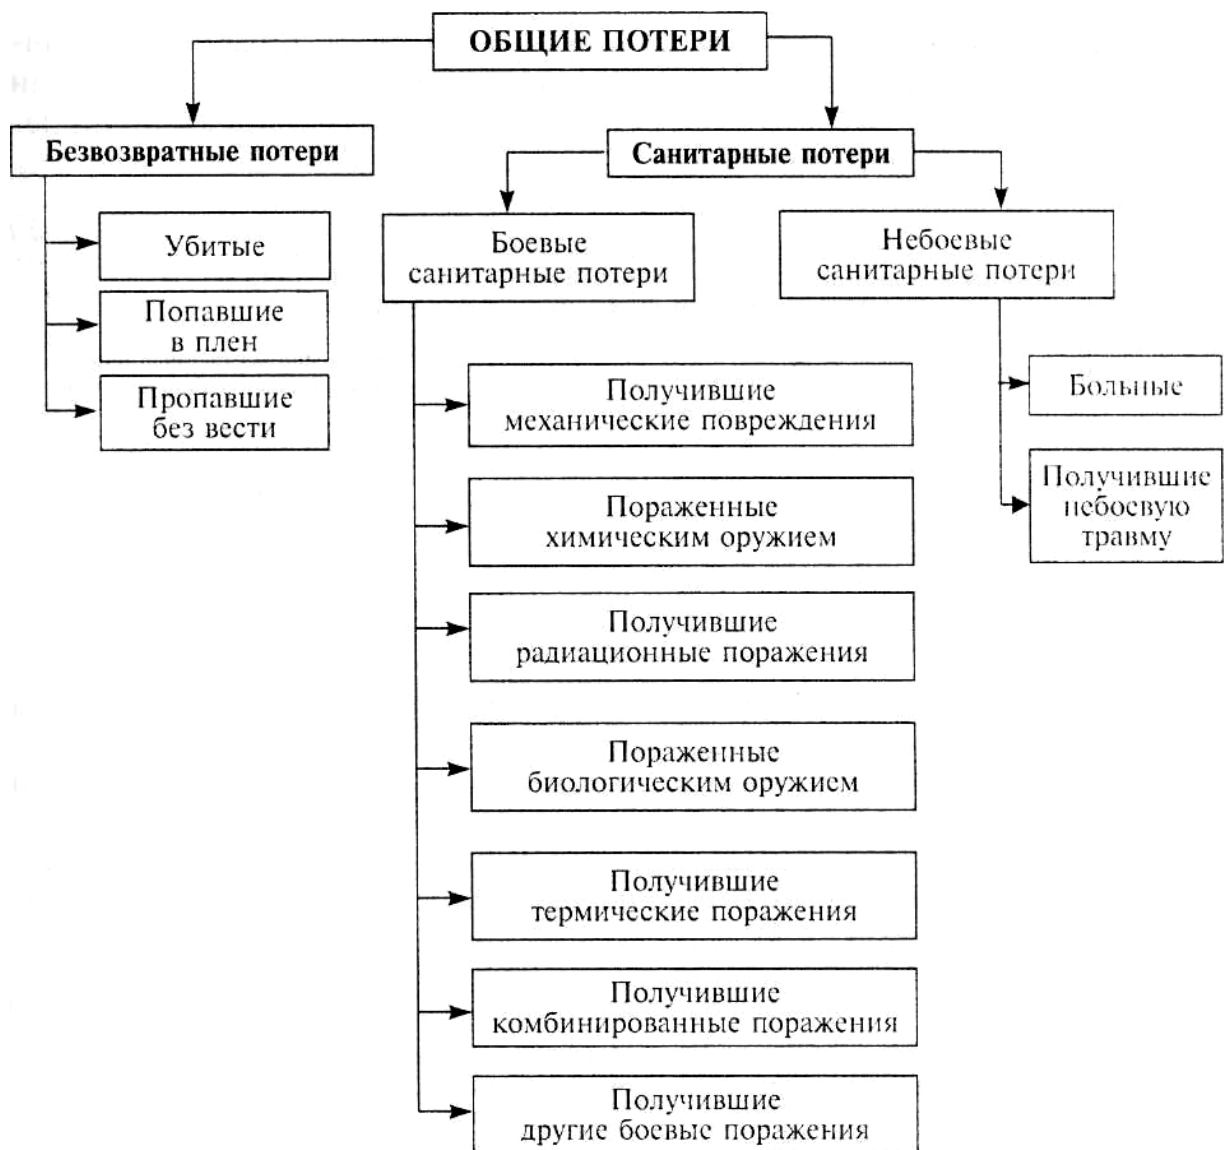 ОБЩИЕ ПОТЕРИ
Безвозвратные потери
Убитые
Попавшие
в плен
Пропавшие
без вести
Санитарные потери
Боевые
санитарные потери
Получившие
механические повреждения
Пораженные
химическим оружием
Получившие
радиационные поражения
Пораженные
биологическим оружием
Получившие
термические поражения
Получившие
комбинированные поражения
Получившие
другие боевые поражения
Небоевые
санитарные потери
Больные
Получившие
небоевую
травму